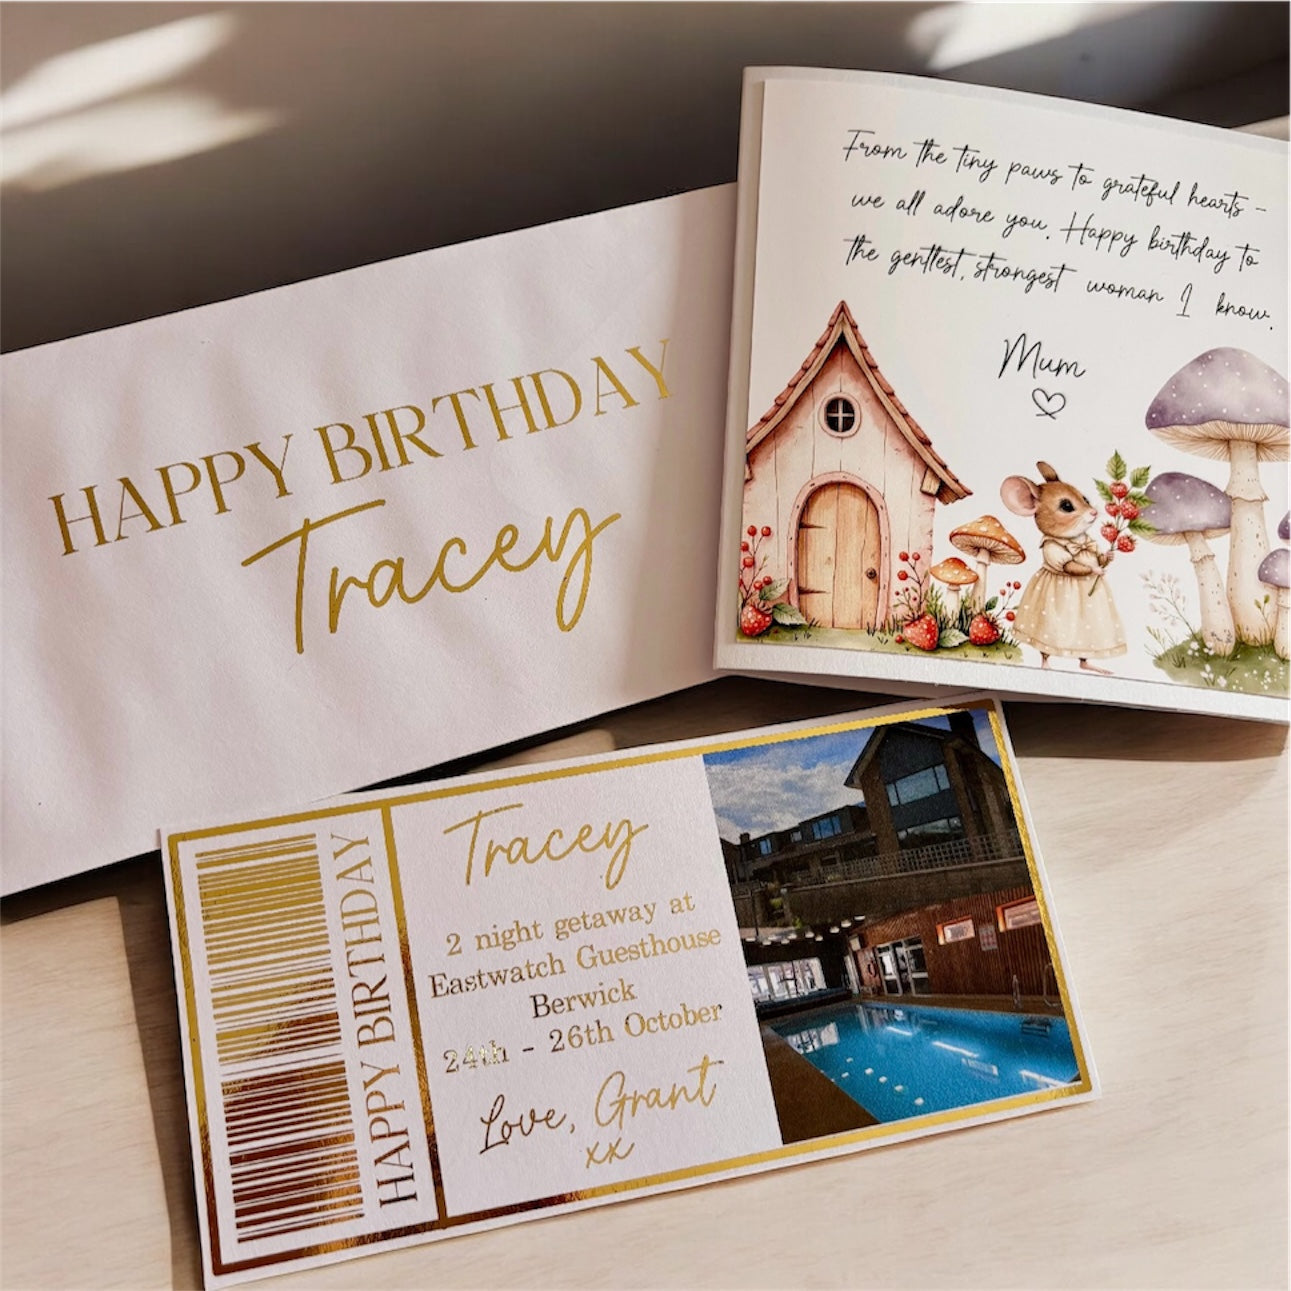 HAPPY BIRTHDAY
Tracey
From the tiny paws to grateful hearts -
we all adore you. Happy birthday to
the gentlest, strongest woman I know.
Mum
HAPPY BIRTHDAY
Tracey
2 night getaway at
Eastwatch Guesthouse
Berwick
24th - 26th October
Love, Grant
xx